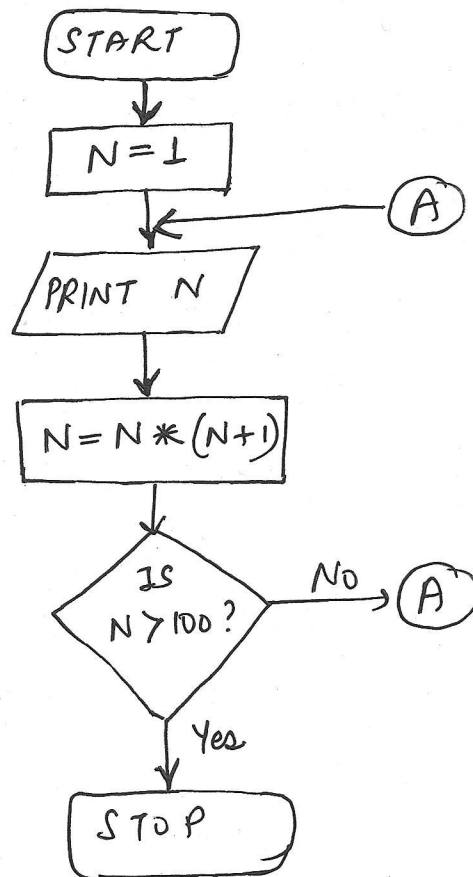 START
N=1
A
PRINT N
N=N*(N+1)
IS
N>100?
No
A
Yes
STOP